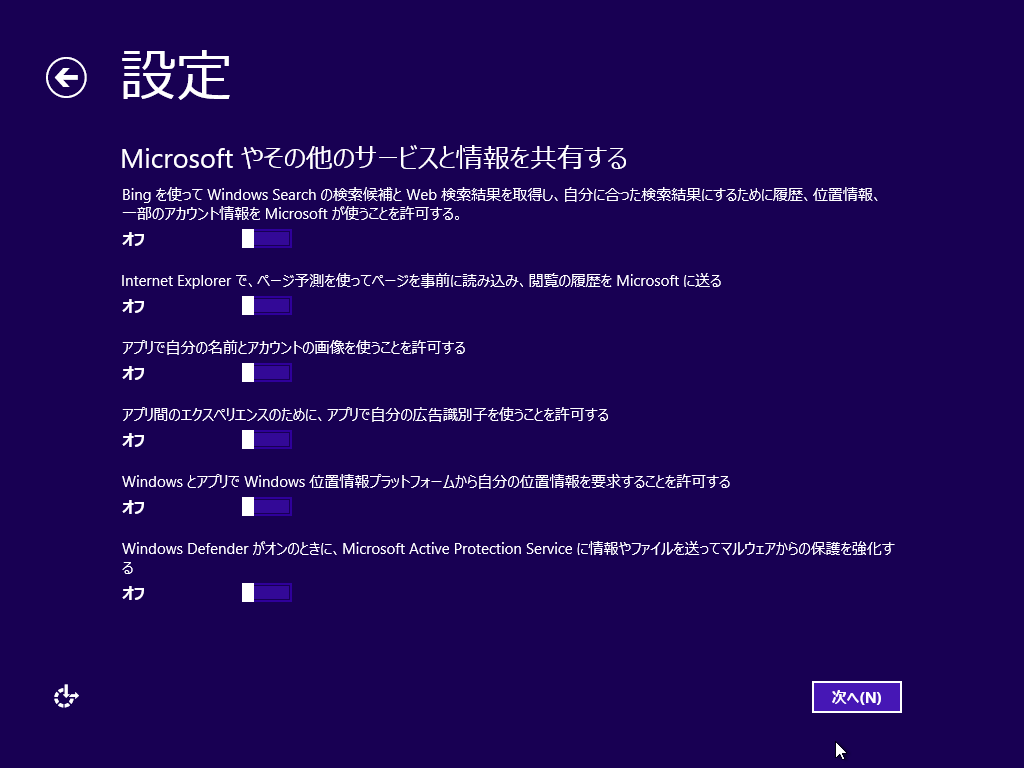 設定
Microsoft やその他のサービスと情報を共有する
Bing を使って Windows Search の検索候補と Web 検索結果を取得し、自分に合った検索結果にするために履歴、位置情報、
一部のアカウント情報を Microsoft が使うことを許可する。
オフ
Internet Explorer で、ページ予測を使ってページを事前に読み込み、閲覧の履歴を Microsoft に送る
オフ
アプリで自分の名前とアカウントの画像を使うことを許可する
オフ
アプリ間のエクスペリエンスのために、アプリで自分の広告識別子を使うことを許可する
オフ
Windows とアプリで Windows 位置情報プラットフォームから自分の位置情報を要求することを許可する
オフ
Windows Defender がオンのときに、Microsoft Active Protection Service に情報やファイルを送ってマルウェアからの保護を強化す
る
オフ
次へ(N)